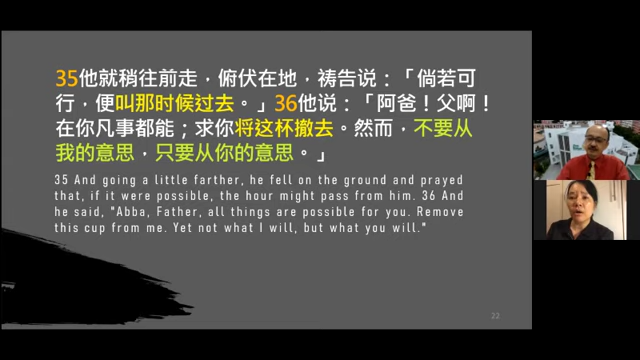 35他就稍往前走，俯伏在地，祷告说：「倘若可
行，便叫那时候过去。」36他说：「阿爸！父啊！
在你凡事都能；求你将这杯撤去。然而，不要从
我的意思，只要从你的意思。」
35 And going a little farther, he fell on the ground and prayed
that, if it were possible, the hour might pass from him. 36 And
he said, "Abba, Father, all things are possible for you. Remove
this cup from me. Yet not what I will, but what you will."
22